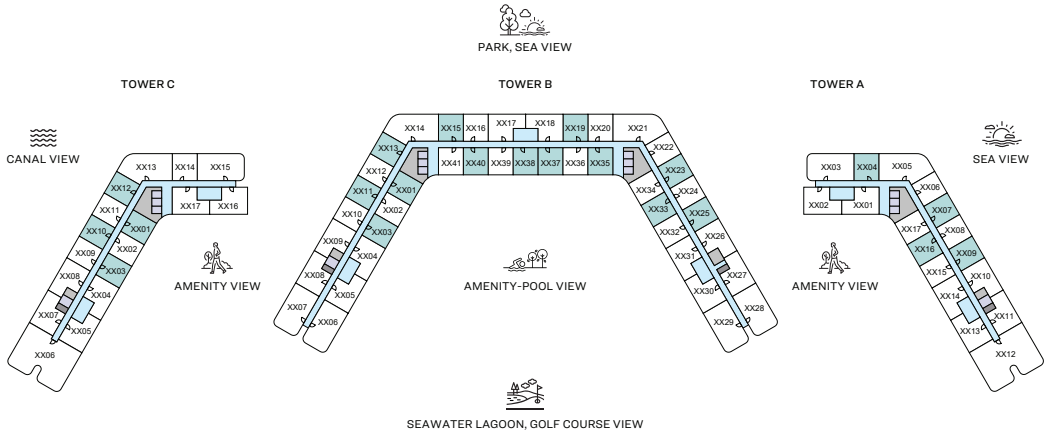 PARK, SEA VIEW
TOWER C
TOWER B
TOWER A
CANAL VIEW
SEA VIEW
XX13
XX14
XX15
XX12
XX11
XX10
XX09
XX08
XX07
XX06
XX01
XX02
XX03
XX04
XX05
XX17
XX16
AMENITY VIEW
XX14
XX15
XX16
XX17
XX18
XX19
XX20
XX21
XX13
XX12
XX11
XX10
XX09
XX08
XX07
XX06
XX41
XX40
XX39
XX38
XX37
XX36
XX35
XX01
XX02
XX03
XX04
XX05
XX22
XX23
XX24
XX25
XX26
XX27
XX28
XX34
XX33
XX32
XX31
XX30
XX29
AMENITY-POOL VIEW
XX03
XX04
XX05
XX02
XX01
XX06
XX07
XX08
XX09
XX10
XX11
XX12
XX17
XX16
XX15
XX14
XX13
AMENITY VIEW
SEAWATER LAGOON, GOLF COURSE VIEW